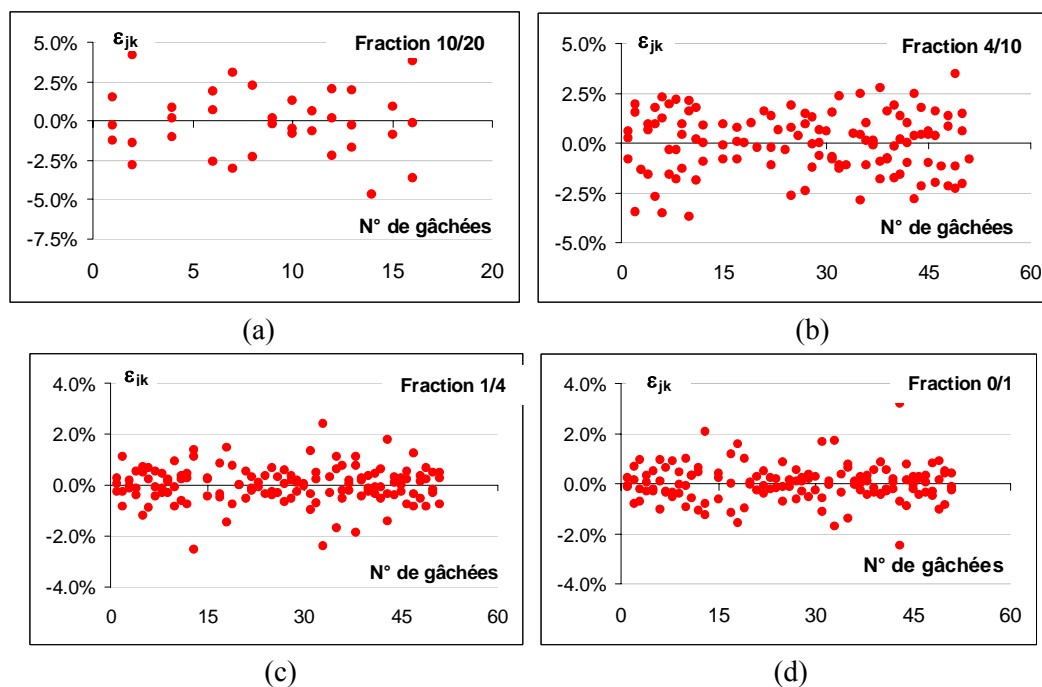 ε_jk
Fraction 10/20
5.0%
2.5%
0.0%
-2.5%
-5.0%
-7.5%
N° de gâchées
0 5 10 15 20
(a)
ε_jk
Fraction 4/10
5.0%
2.5%
0.0%
-2.5%
-5.0%
N° de gâchées
0 15 30 45 60
(b)
ε_ik
Fraction 1/4
4.0%
2.0%
0.0%
-2.0%
-4.0%
N° de gâchées
0 15 30 45 60
(c)
ε_jk
Fraction 0/1
4.0%
2.0%
0.0%
-2.0%
-4.0%
N° de gâchées
0 15 30 45 60
(d)